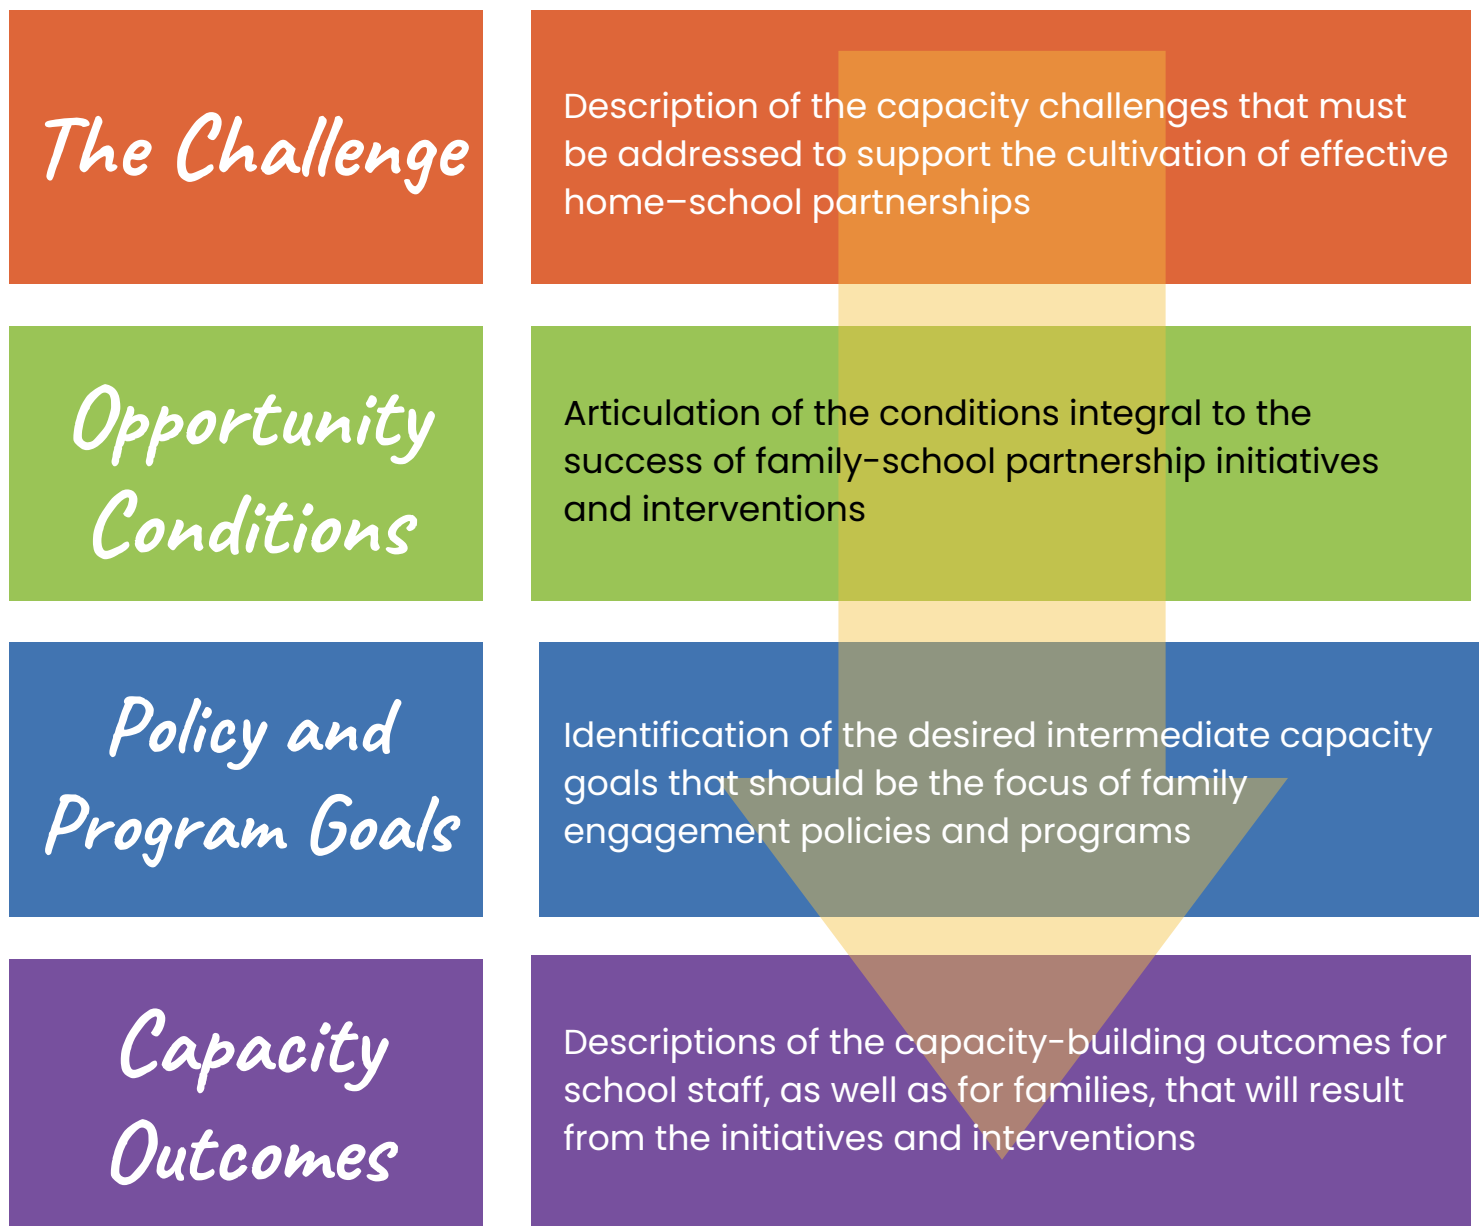 The Challenge
Description of the capacity challenges that must
be addressed to support the cultivation of effective
home–school partnerships
Opportunity
Conditions
Articulation of the conditions integral to the
success of family-school partnership initiatives
and interventions
Policy and
Program Goals
Identification of the desired intermediate capacity
goals that should be the focus of family
engagement policies and programs
Capacity
Outcomes
Descriptions of the capacity-building outcomes for
school staff, as well as for families, that will result
from the initiatives and interventions